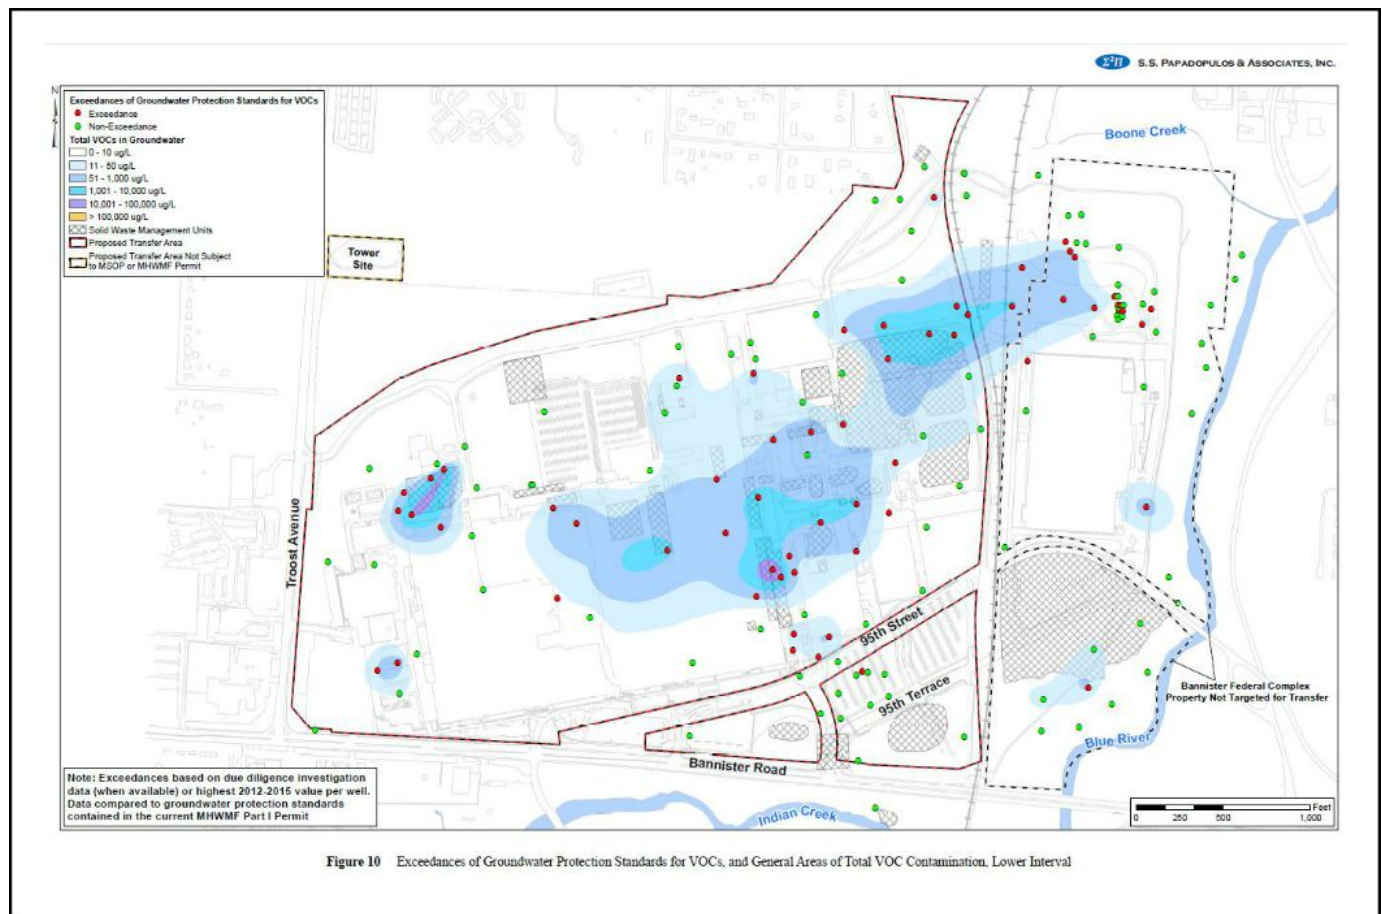 Σ²Π S.S. PAPADOPULOS & ASSOCIATES, INC.
N
S
Exceedances of Groundwater Protection Standards for VOCs
Exceedance
Non-Exceedance
Total VOCs in Groundwater
0 - 10 ug/L
11 - 50 ug/L
51 - 1,000 ug/L
1,001 - 10,000 ug/L
10,001 - 100,000 ug/L
> 100,000 ug/L
Solid Waste Management Units
Proposed Transfer Area
Proposed Transfer Area Not Subject
to MSOP or MHWMF Permit
Tower
Site
Boone Creek
Troost Avenue
95th Street
95th Terrace
Bannister Road
Bannister Federal Complex
Property Not Targeted for Transfer
Blue River
Indian Creek
Note: Exceedances based on due diligence investigation
data (when available) or highest 2012-2015 value per well.
Data compared to groundwater protection standards
contained in the current MHWMF Part I Permit
Feet
0 250 500 1,000
Figure 10 Exceedances of Groundwater Protection Standards for VOCs, and General Areas of Total VOC Contamination, Lower Interval